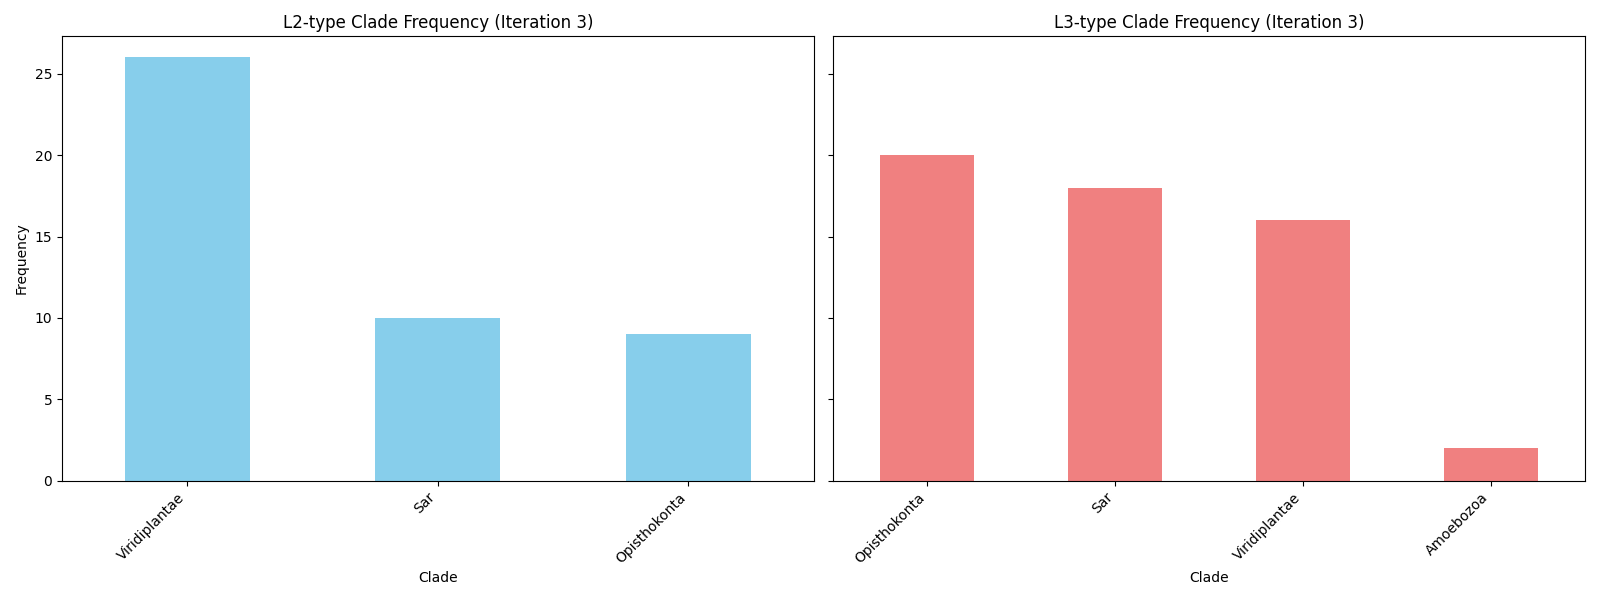 L2-type Clade Frequency (Iteration 3)
Frequency
25
20
15
10
5
0
Viridiplantae
Sar
Opisthokonta
Clade
L3-type Clade Frequency (Iteration 3)
Opisthokonta
Sar
Viridiplantae
Amoebozoa
Clade